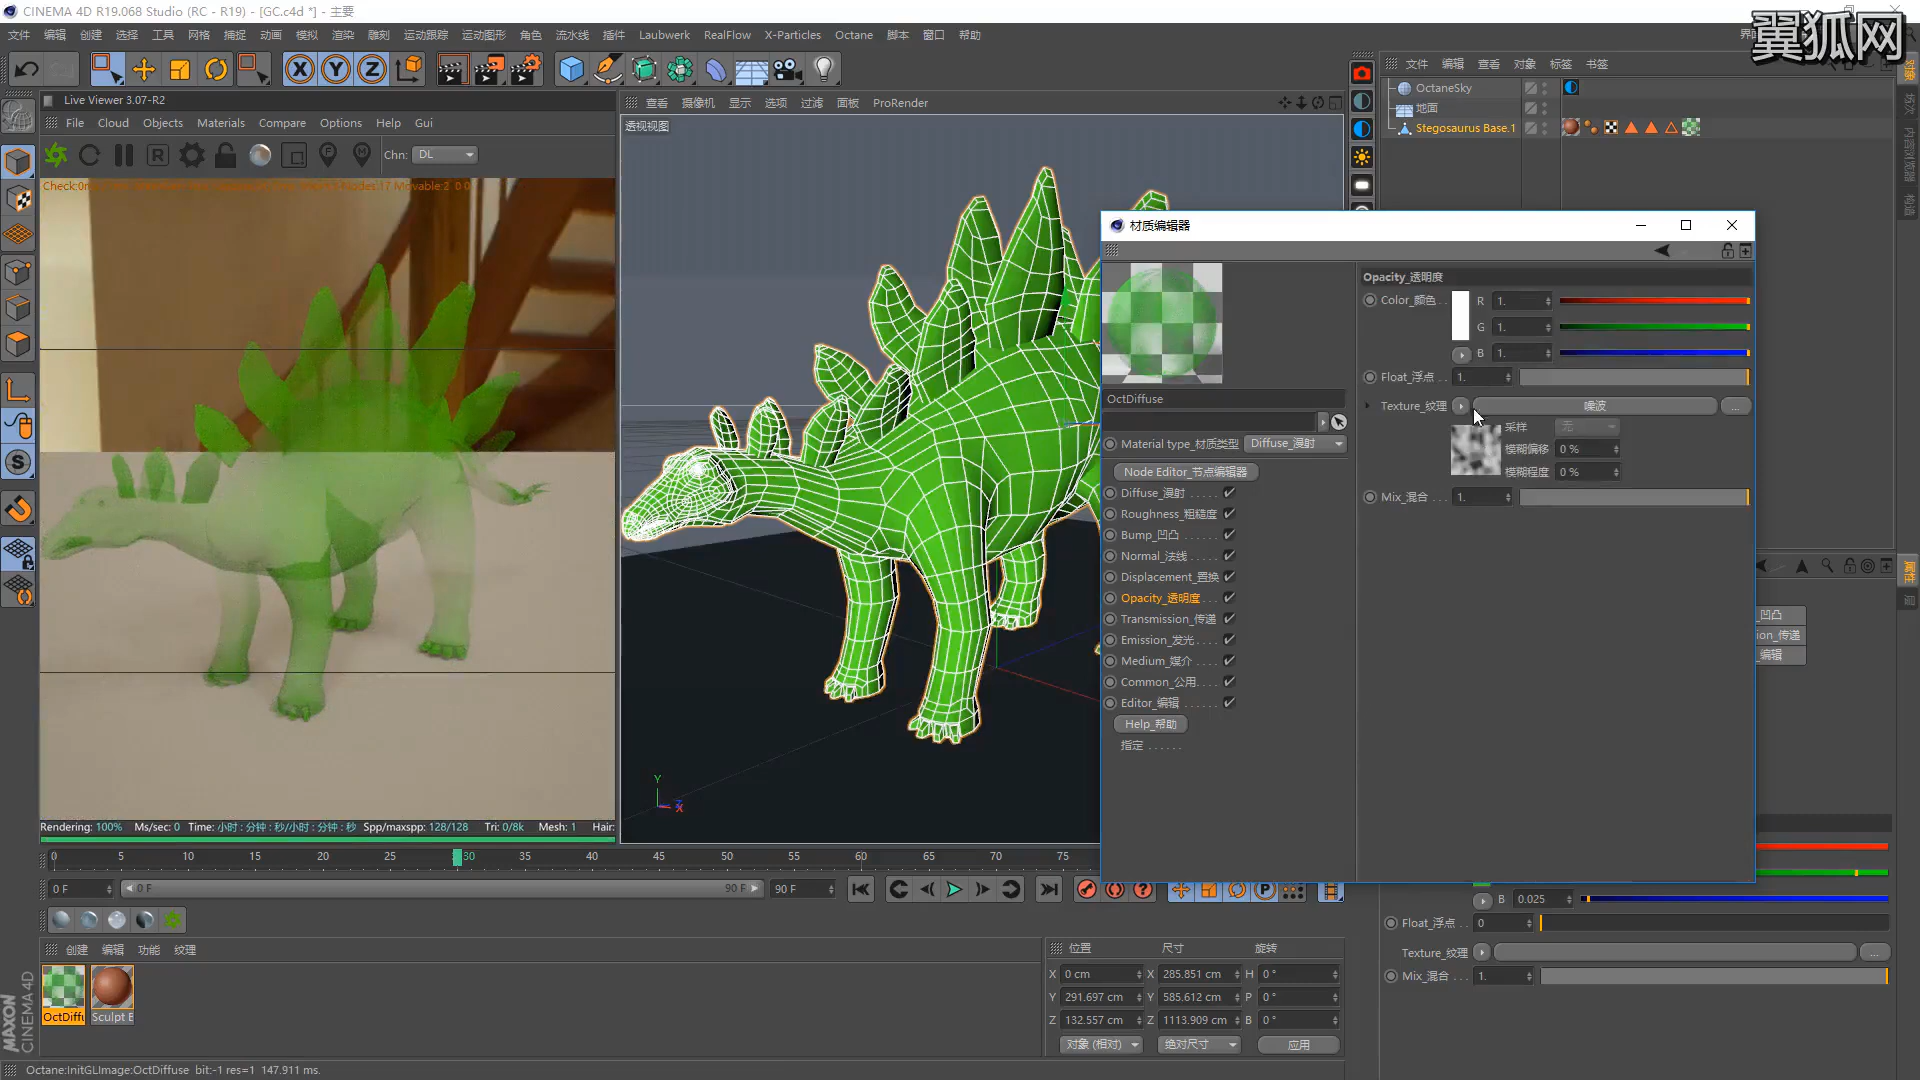 CINEMA 4D R19.068 Studio (RC - R19) - [GC.c4d *] - 主要
翼狐网
文件 编辑 创建 选择 工具 网格 捕捉 动画 模拟 渲染 雕刻 运动跟踪 运动图形 角色 流水线 插件 Laubwerk RealFlow X-Particles Octane 脚本 窗口 帮助
Live Viewer 3.07-R2
File Cloud Objects Materials Compare Options Help Gui
Chn: DL
查看 摄像机 显示 选项 过滤 面板 ProRender
透视视图
文件 编辑 查看 对象 标签 书签
OctaneSky
地面
Stegosaurus Base.1
材质编辑器
OctDiffuse
Material type_材质类型 Diffuse_漫射
Node Editor_节点编辑器
Diffuse_漫射
Roughness_粗糙度
Bump_凹凸
Normal_法线
Displacement_置换
Opacity_透明度
Transmission_传递
Emission_发光
Medium_媒介
Common_公用
Editor_编辑
Help_帮助
指定
Opacity_透明度
Color_颜色 R 1.
G 1.
B 1.
Float_浮点 1.
Texture_纹理 噪波 ...
采样 无
模糊偏移 0 %
模糊程度 0 %
Mix_混合 1.
凹凸
ion_传递
编辑
B 0.025
Float_浮点 0
Texture_纹理 ...
Mix_混合 1.
Rendering: 100% Ms/sec: 0 Time: 小时 : 分钟 : 秒/小时 : 分钟 : 秒 Spp/maxspp: 128/128 Tri: 0/8k Mesh: 1 Hair:
0 5 10 15 20 25 30 35 40 45 50 55 60 65 70 75
0 F 0 F 90 F 90 F
创建 编辑 功能 纹理
OctDiffu
Sculpt E
位置 尺寸 旋转
X 0 cm X 285.851 cm H 0 °
Y 291.697 cm Y 585.612 cm P 0 °
Z 132.557 cm Z 1113.909 cm B 0 °
对象 (相对) 绝对尺寸 应用
MAXON CINEMA 4D
Octane:InitGLImage:OctDiffuse bit:-1 res=1 147.911 ms.